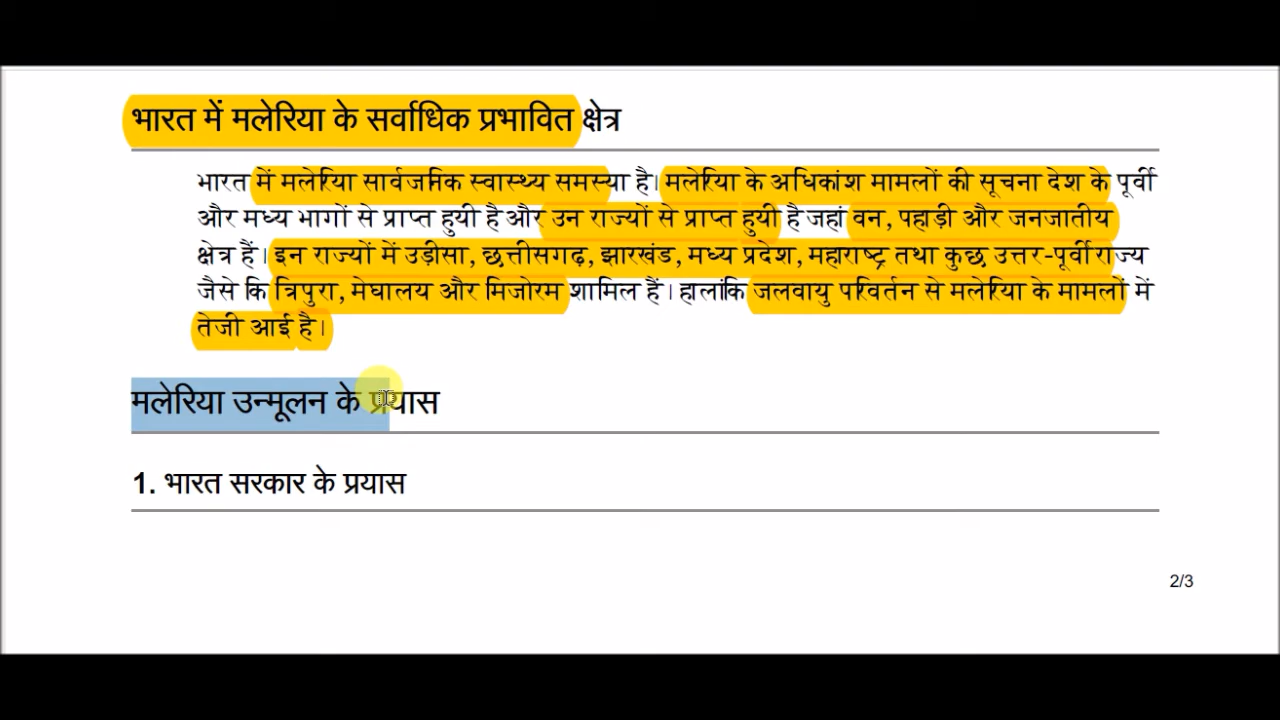 भारत में मलेरिया के सर्वाधिक प्रभावित क्षेत्र
भारत में मलेरिया सार्वजनिक स्वास्थ्य समस्या है। मलेरिया के अधिकांश मामलों की सूचना देश के पूर्वी
और मध्य भागों से प्राप्त हुयी है और उन राज्यों से प्राप्त हुयी है जहां वन, पहाड़ी और जनजातीय
क्षेत्र हैं। इन राज्यों में उड़ीसा, छत्तीसगढ़, झारखंड, मध्य प्रदेश, महाराष्ट्र तथा कुछ उत्तर-पूर्वी राज्य
जैसे कि त्रिपुरा, मेघालय और मिजोरम शामिल हैं। हालांकि जलवायु परिवर्तन से मलेरिया के मामलों में
तेजी आई है।
मलेरिया उन्मूलन के प्रयास
1. भारत सरकार के प्रयास
2/3